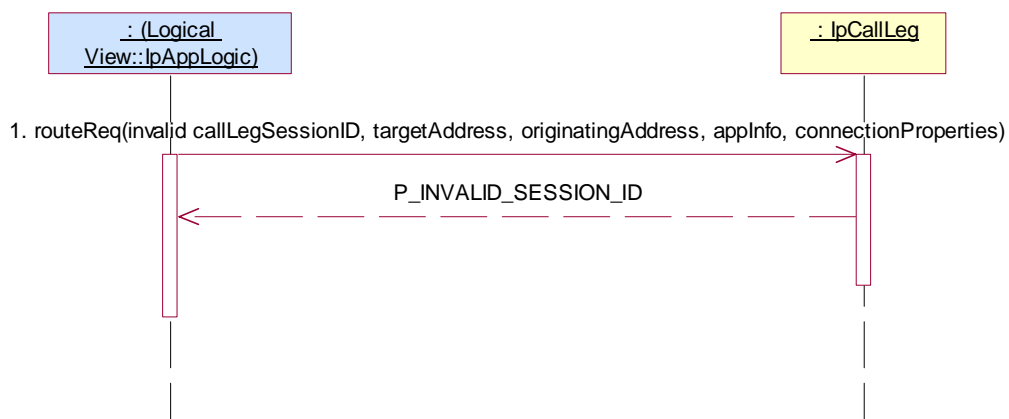 : (Logical
View::IpAppLogic)
: IpCallLeg
1. routeReq(invalid callLegSessionID, targetAddress, originatingAddress, appInfo, connectionProperties)
P_INVALID_SESSION_ID